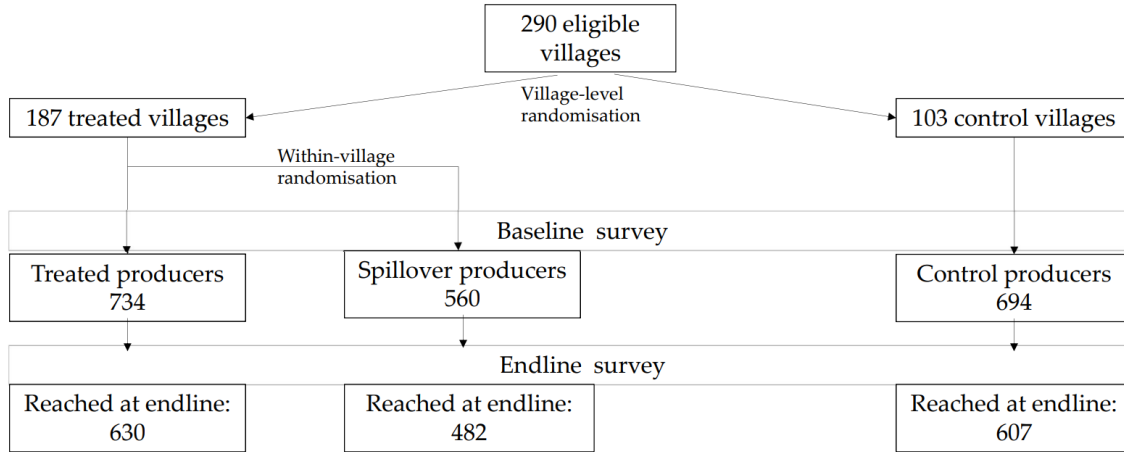 290 eligible
villages
Village-level
randomisation
187 treated villages
103 control villages
Within-village
randomisation
Baseline survey
Treated producers
734
Spillover producers
560
Control producers
694
Endline survey
Reached at endline:
630
Reached at endline:
482
Reached at endline:
607